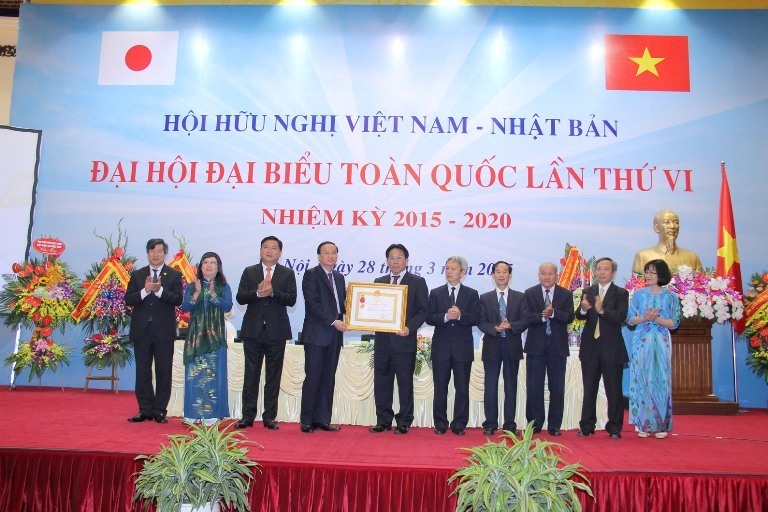 HỘI HỮU NGHỊ VIỆT NAM - NHẬT BẢN
ĐẠI HỘI ĐẠI BIỂU TOÀN QUỐC LẦN THỨ VI
NHIỆM KỲ 2015 - 2020
Nội, ngày 28 tháng 3